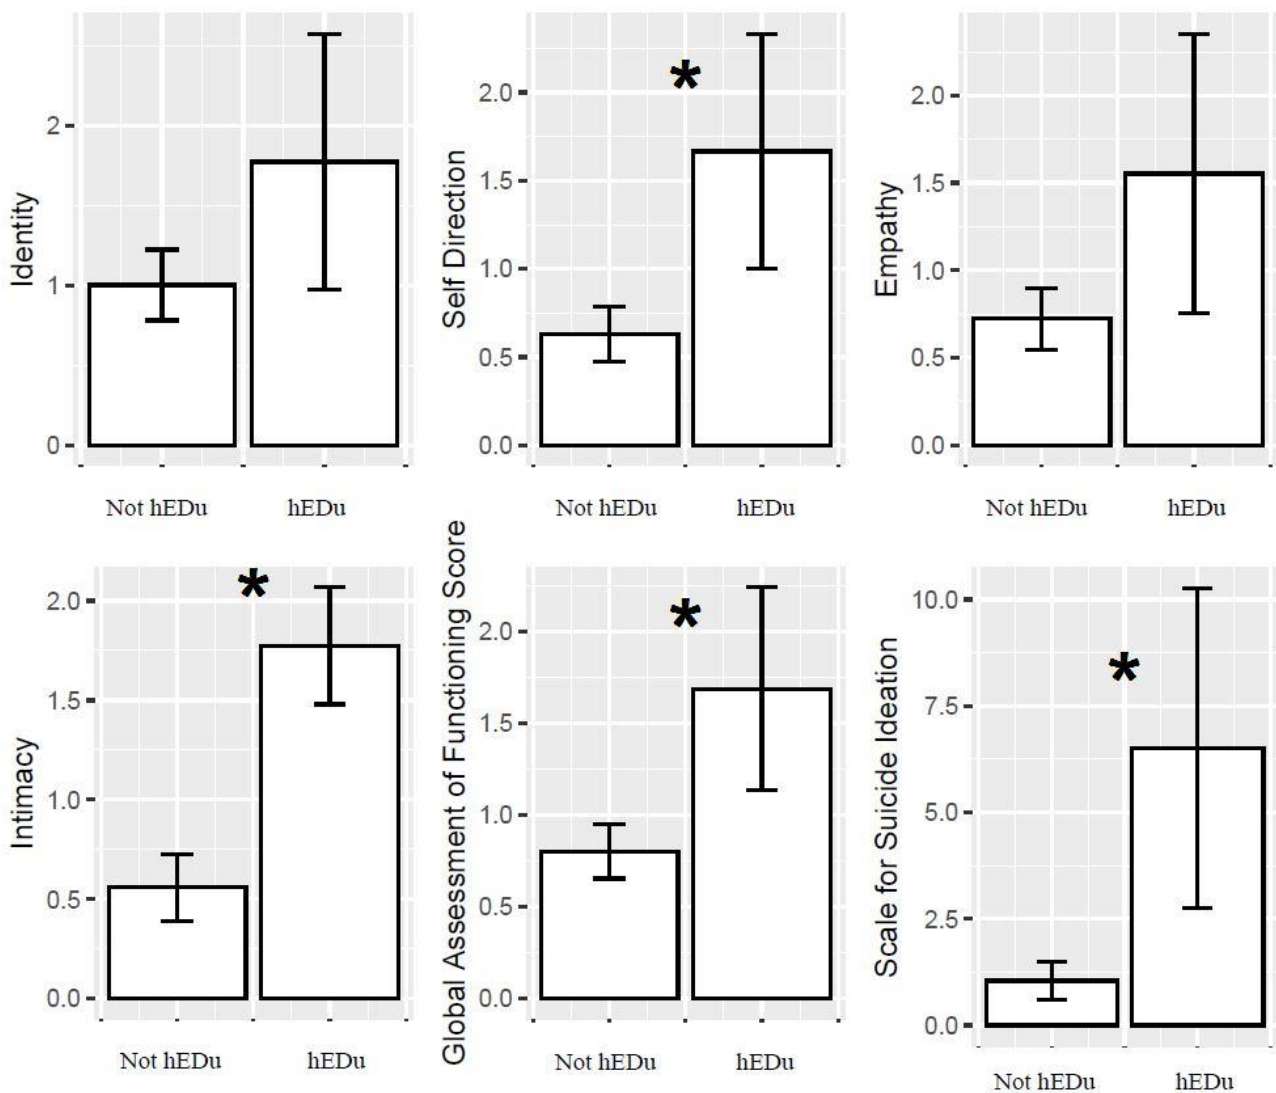 Identity
2
1
0
Not hEDu
hEDu
Self Direction
*
2.0
1.5
1.0
0.5
0.0
Not hEDu
hEDu
Empathy
2.0
1.5
1.0
0.5
0.0
Not hEDu
hEDu
Intimacy
*
2.0
1.5
1.0
0.5
0.0
Not hEDu
hEDu
Global Assessment of Functioning Score
*
2.0
1.5
1.0
0.5
0.0
Not hEDu
hEDu
Scale for Suicide Ideation
*
10.0
7.5
5.0
2.5
0.0
Not hEDu
hEDu